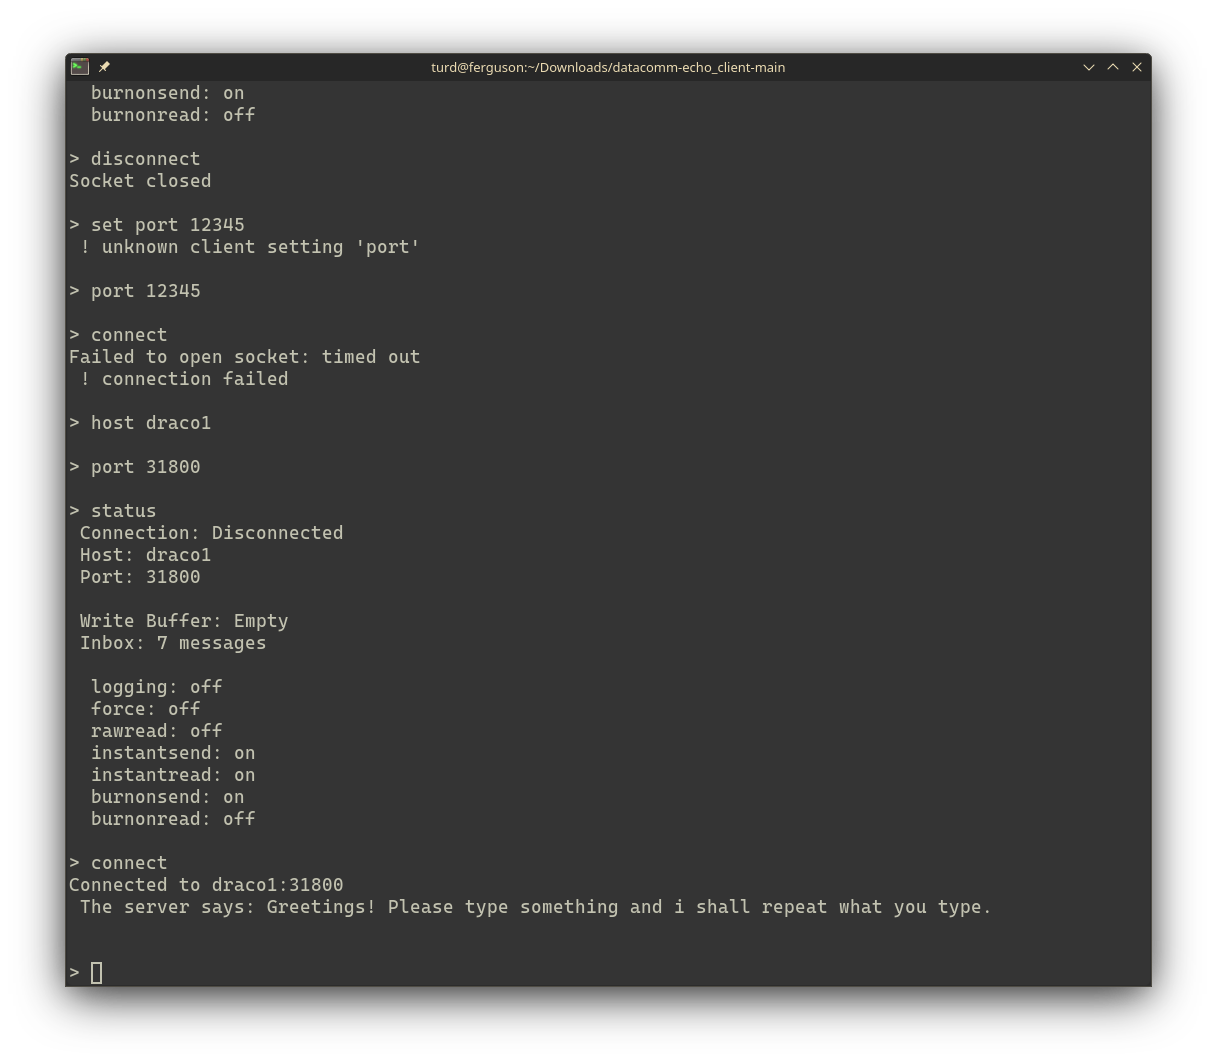 turd@ferguson:~/Downloads/datacomm-echo_client-main
burnonsend: on
burnonread: off
> disconnect
Socket closed
> set port 12345
! unknown client setting 'port'
> port 12345
> connect
Failed to open socket: timed out
! connection failed
> host draco1
> port 31800
> status
Connection: Disconnected
Host: draco1
Port: 31800
Write Buffer: Empty
Inbox: 7 messages
logging: off
force: off
rawread: off
instantsend: on
instantread: on
burnonsend: on
burnonread: off
> connect
Connected to draco1:31800
The server says: Greetings! Please type something and i shall repeat what you type.
>